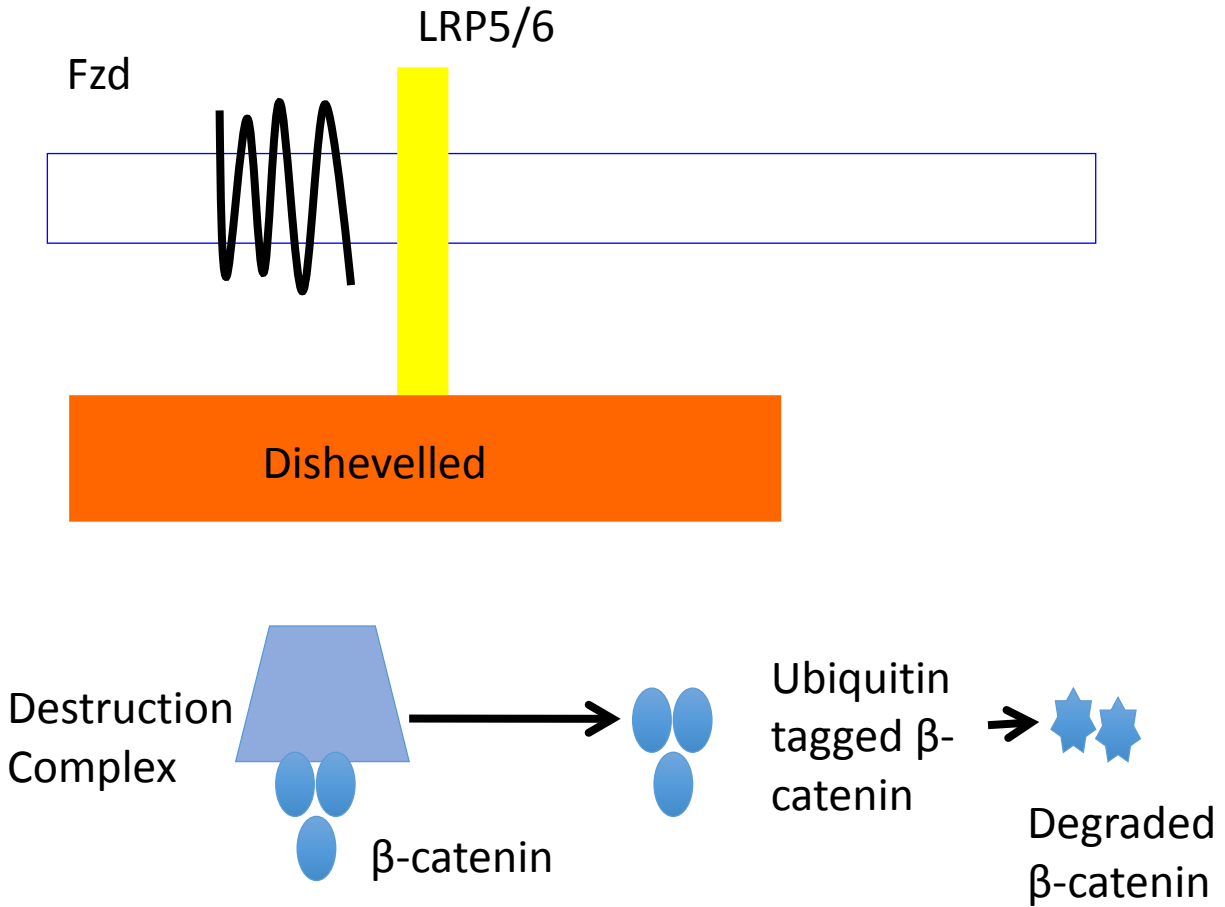 LRP5/6
Fzd
Dishevelled
Destruction
Complex
β-catenin
Ubiquitin
tagged β-
catenin
Degraded
β-catenin